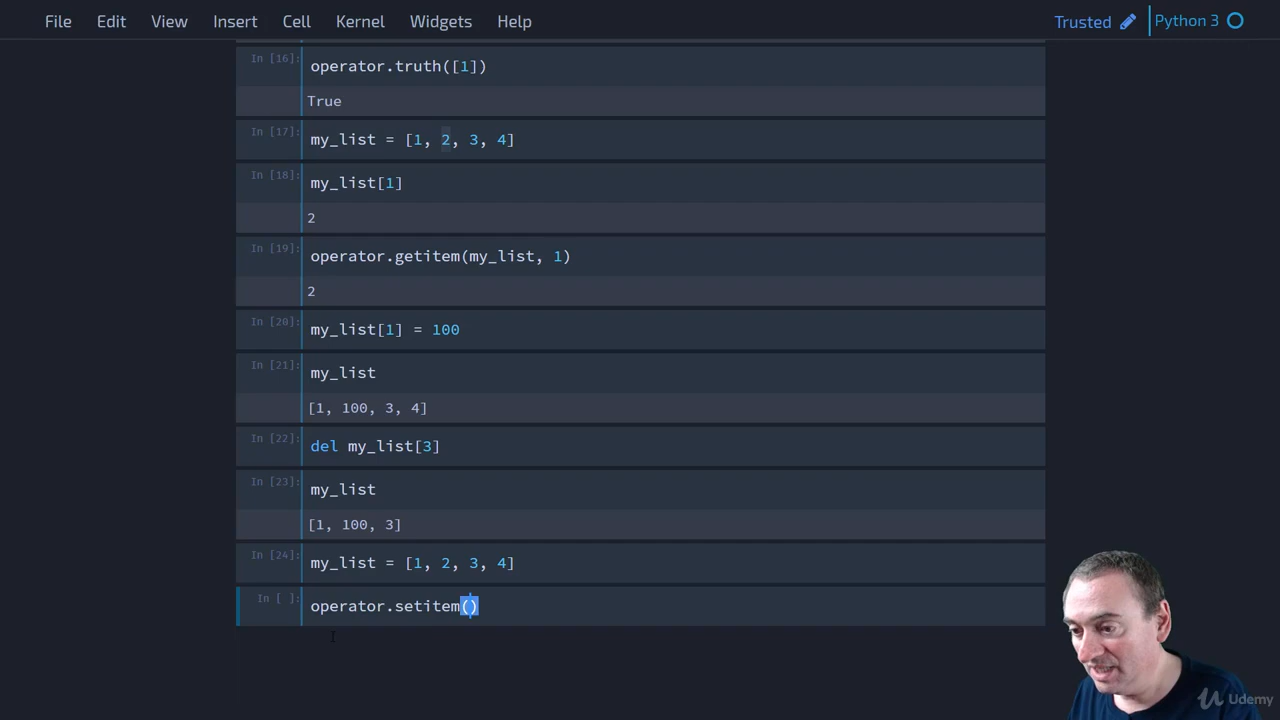 File Edit View Insert Cell Kernel Widgets Help Trusted Python 3
In [16]: operator.truth([1])
True
In [17]: my_list = [1, 2, 3, 4]
In [18]: my_list[1]
2
In [19]: operator.getitem(my_list, 1)
2
In [20]: my_list[1] = 100
In [21]: my_list
[1, 100, 3, 4]
In [22]: del my_list[3]
In [23]: my_list
[1, 100, 3]
In [24]: my_list = [1, 2, 3, 4]
In [ ]: operator.setitem()
Udemy